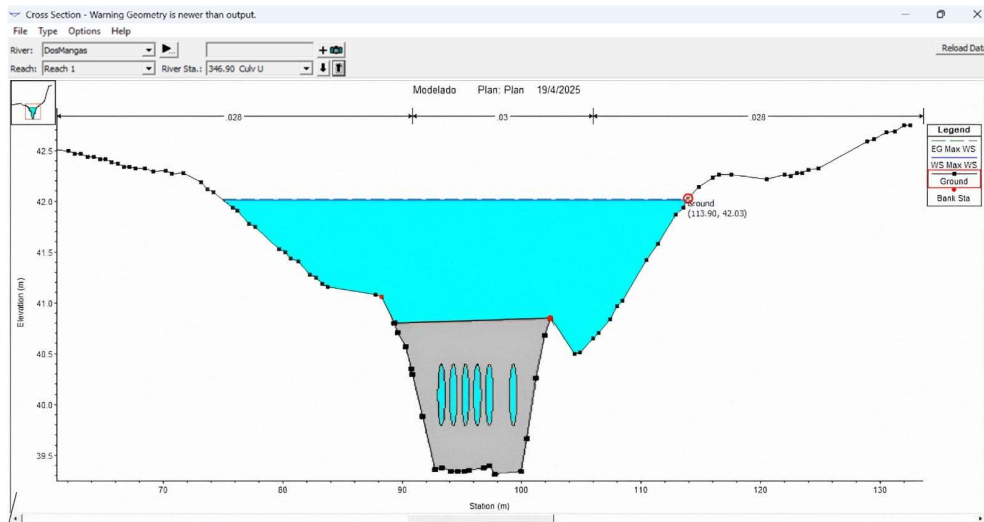 Cross Section - Warning Geometry is newer than output.
File Type Options Help
River: DosMangas
Reload Data
Reach: Reach 1 River Sta.: 346.90 Culv U
Modelado Plan: Plan 19/4/2025
.028 .03 .028
Legend
EG Max WS
WS Max WS
Ground
Bank Sta
42.5
42.0
41.5
41.0
40.5
40.0
39.5
Elevation (m)
Ground
(113.90, 42.03)
70 80 90 100 110 120 130
Station (m)